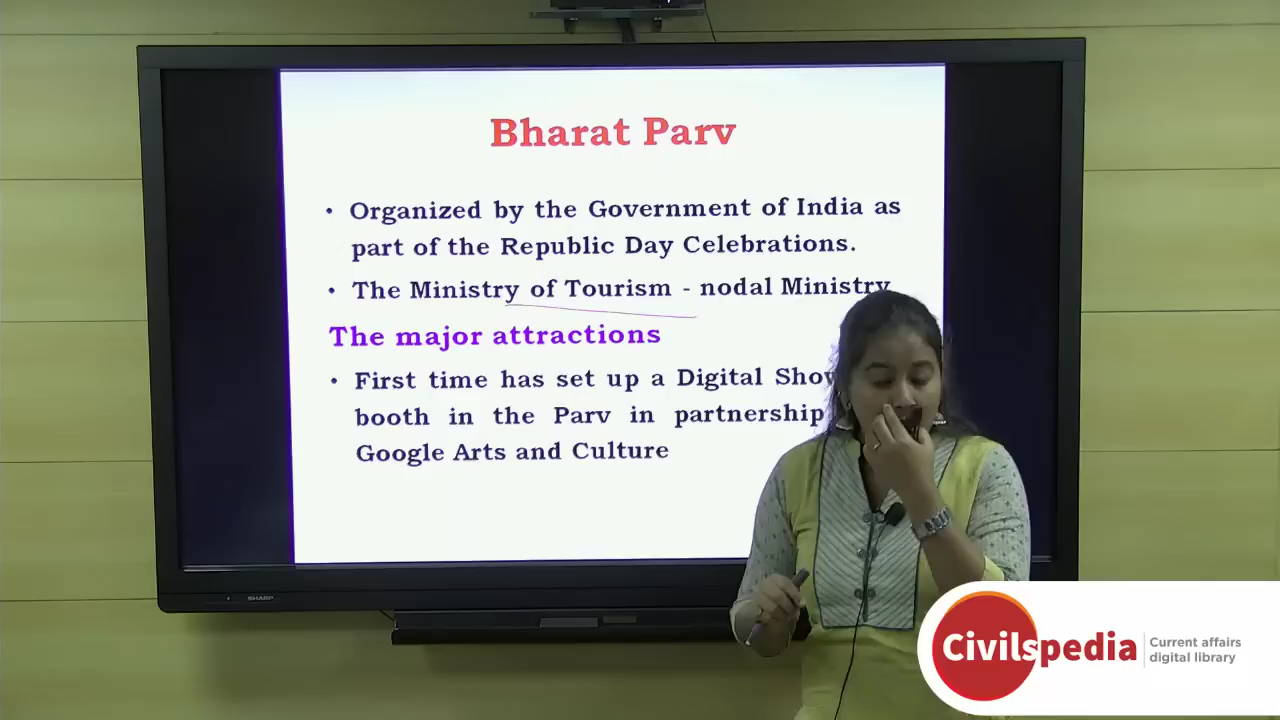 Bharat Parv
• Organized by the Government of India as
part of the Republic Day Celebrations.
• The Ministry of Tourism - nodal Ministry
The major attractions
• First time has set up a Digital Show
booth in the Parv in partnership
Google Arts and Culture
SHARP
Civilspedia
Current affairs
digital library